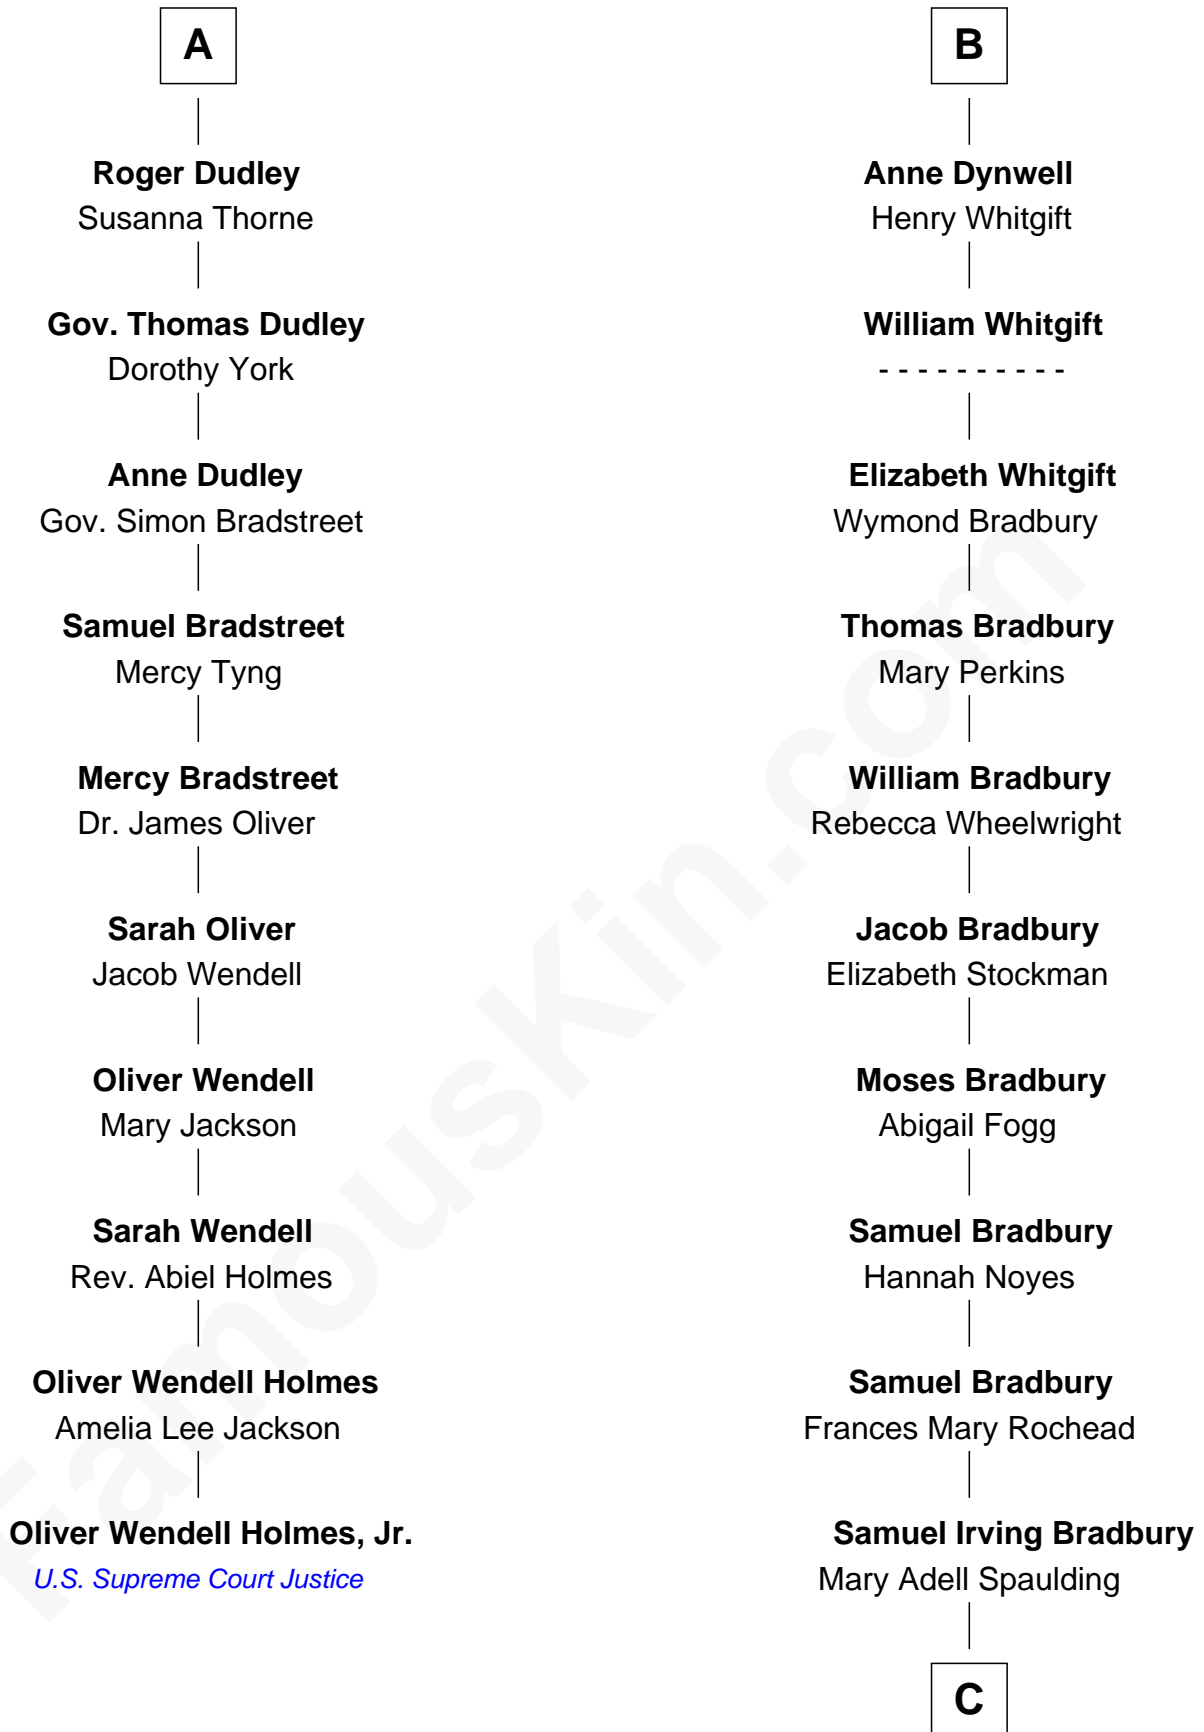 A
Roger Dudley
Susanna Thorne
Gov. Thomas Dudley
Dorothy York
Anne Dudley
Gov. Simon Bradstreet
Samuel Bradstreet
Mercy Tyng
Mercy Bradstreet
Dr. James Oliver
Sarah Oliver
Jacob Wendell
Oliver Wendell
Mary Jackson
Sarah Wendell
Rev. Abiel Holmes
Oliver Wendell Holmes
Amelia Lee Jackson
Oliver Wendell Holmes, Jr.
U.S. Supreme Court Justice
B
Anne Dynwell
Henry Whitgift
William Whitgift
- - - - - - - - - -
Elizabeth Whitgift
Wymond Bradbury
Thomas Bradbury
Mary Perkins
William Bradbury
Rebecca Wheelwright
Jacob Bradbury
Elizabeth Stockman
Moses Bradbury
Abigail Fogg
Samuel Bradbury
Hannah Noyes
Samuel Bradbury
Frances Mary Rochead
Samuel Irving Bradbury
Mary Adell Spaulding
C
FamousKin.com